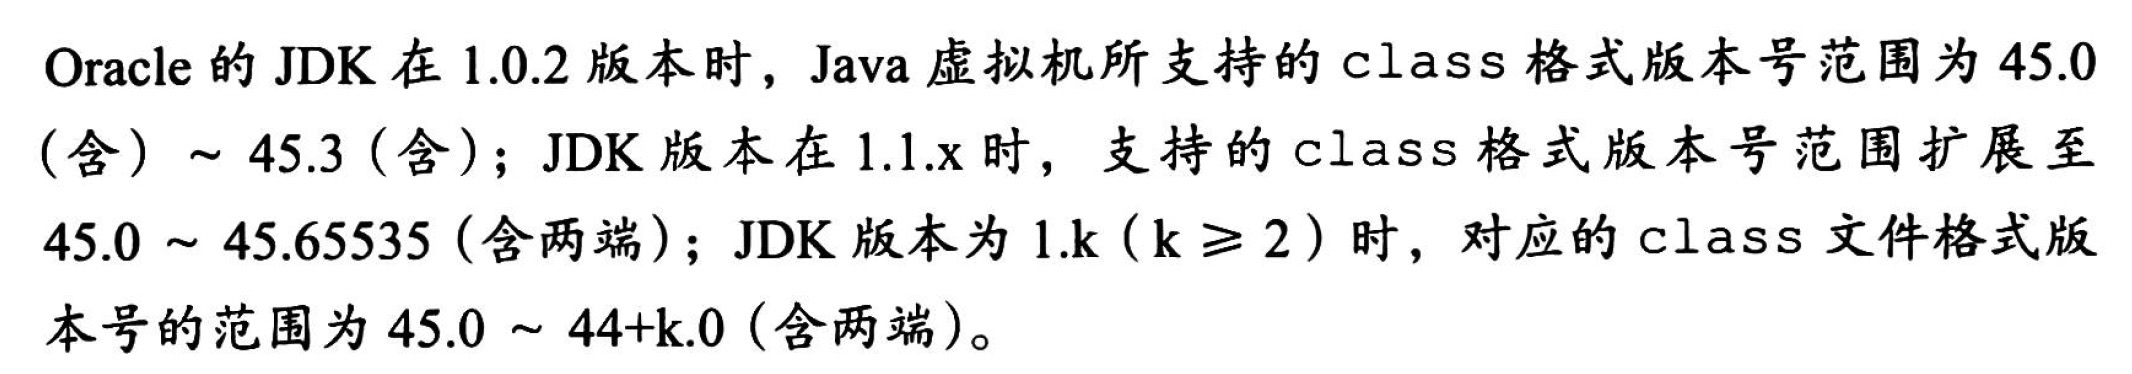 Oracle 的 JDK 在 1.0.2 版本时，Java 虚拟机所支持的 class 格式版本号范围为 45.0
（含）~ 45.3（含）；JDK 版本在 1.1.x 时，支持的 class 格式版本号范围扩展至
45.0 ~ 45.65535（含两端）；JDK 版本为 1.k（k ≥ 2）时，对应的 class 文件格式版
本号的范围为 45.0 ~ 44+k.0（含两端）。